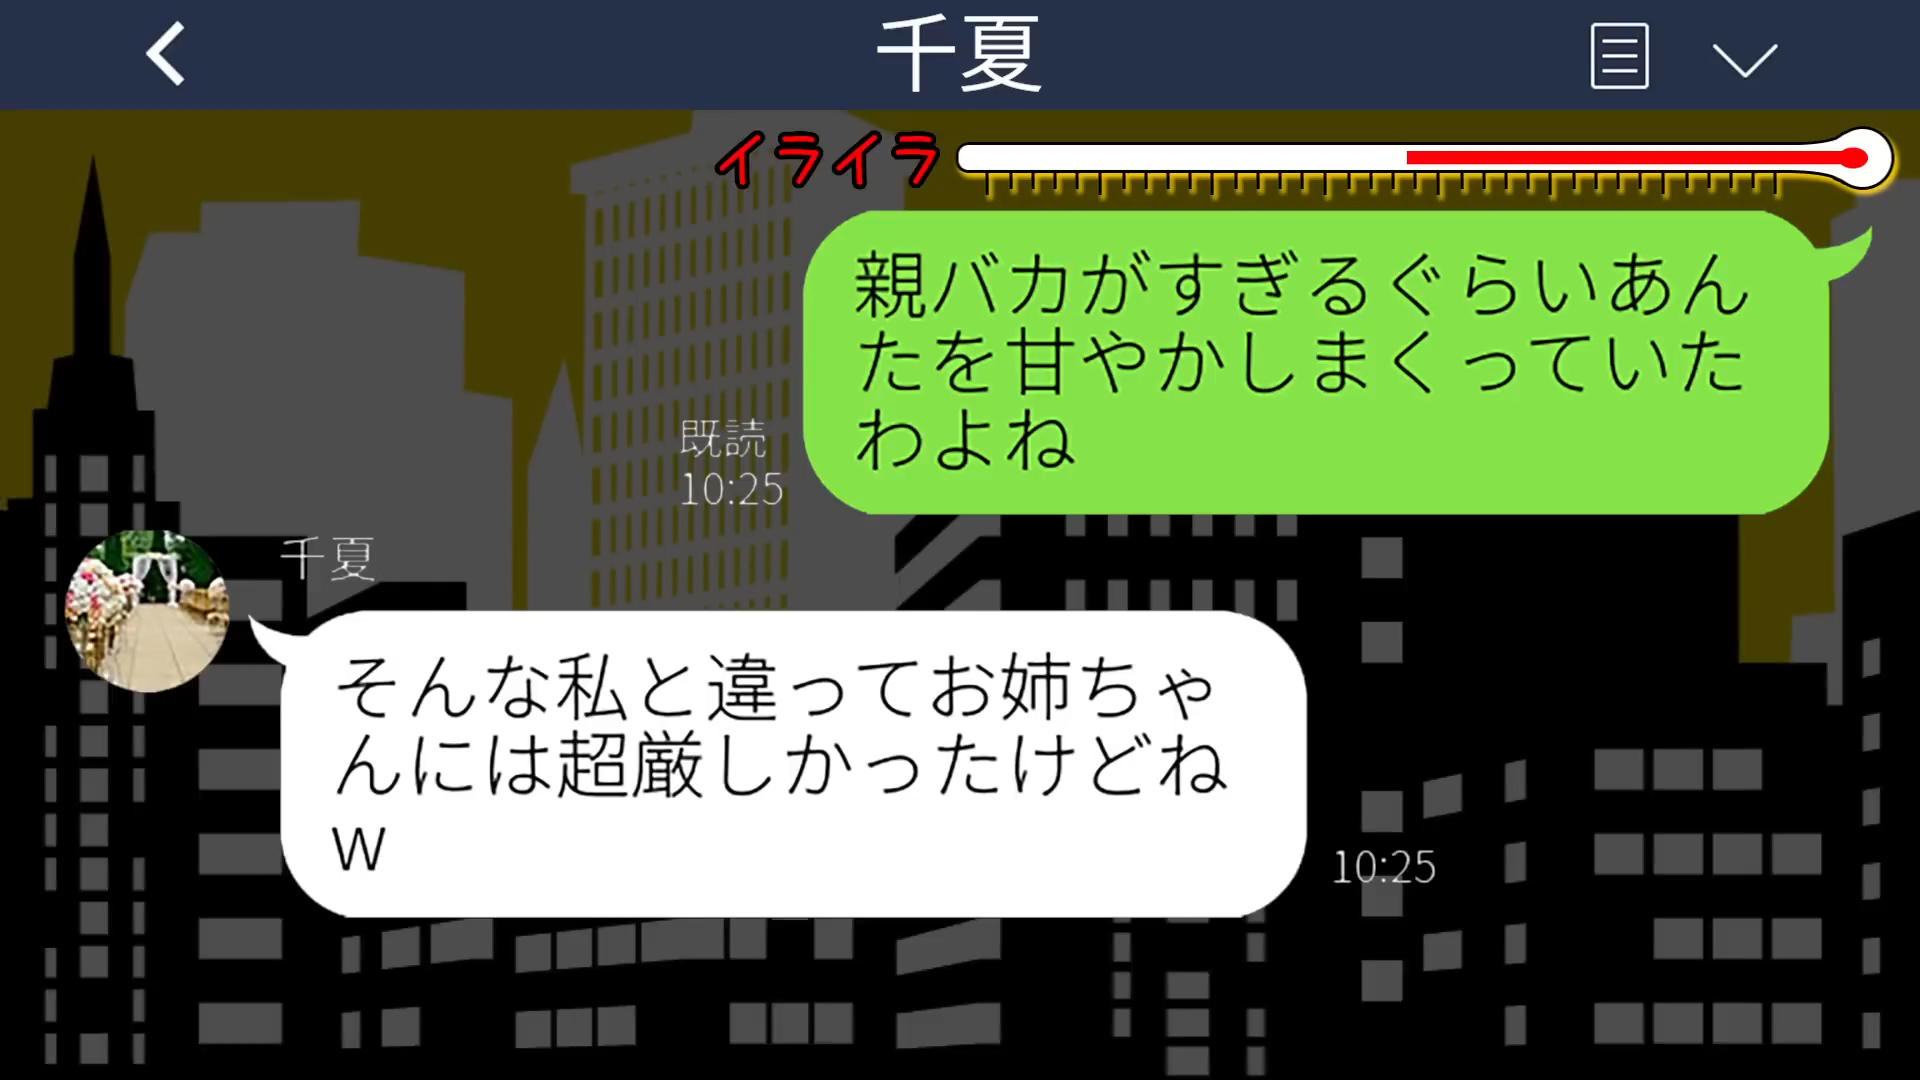 千夏
イライラ
親バカがすぎるぐらいあん
たを甘やかしまくっていた
わよね
既読
10:25
千夏
そんな私と違ってお姉ちゃ
んには超厳しかったけどね
w
10:25